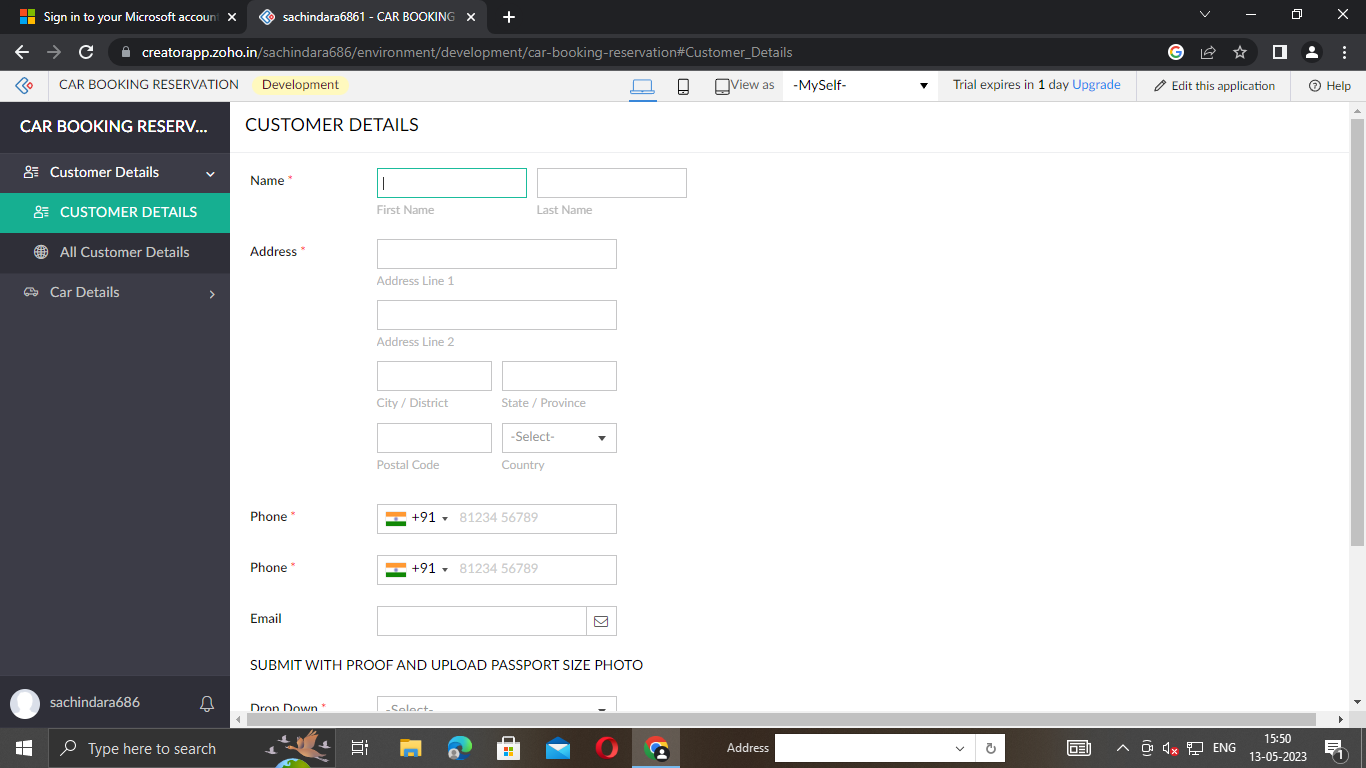 Sign in to your Microsoft account
sachindara6861 - CAR BOOKING
creatorapp.zoho.in/sachindara686/environment/development/car-booking-reservation#Customer_Details
CAR BOOKING RESERVATION
Development
View as
-MySelf-
Trial expires in 1 day Upgrade
Edit this application
Help
CAR BOOKING RESERV...
Customer Details
CUSTOMER DETAILS
All Customer Details
Car Details
sachindara686
CUSTOMER DETAILS
Name *
First Name
Last Name
Address *
Address Line 1
Address Line 2
City / District
State / Province
-Select-
Postal Code
Country
Phone *
+91 81234 56789
Phone *
+91 81234 56789
Email
SUBMIT WITH PROOF AND UPLOAD PASSPORT SIZE PHOTO
Drop Down *
-Select-
Type here to search
Address
ENG
15:50
13-05-2023
1